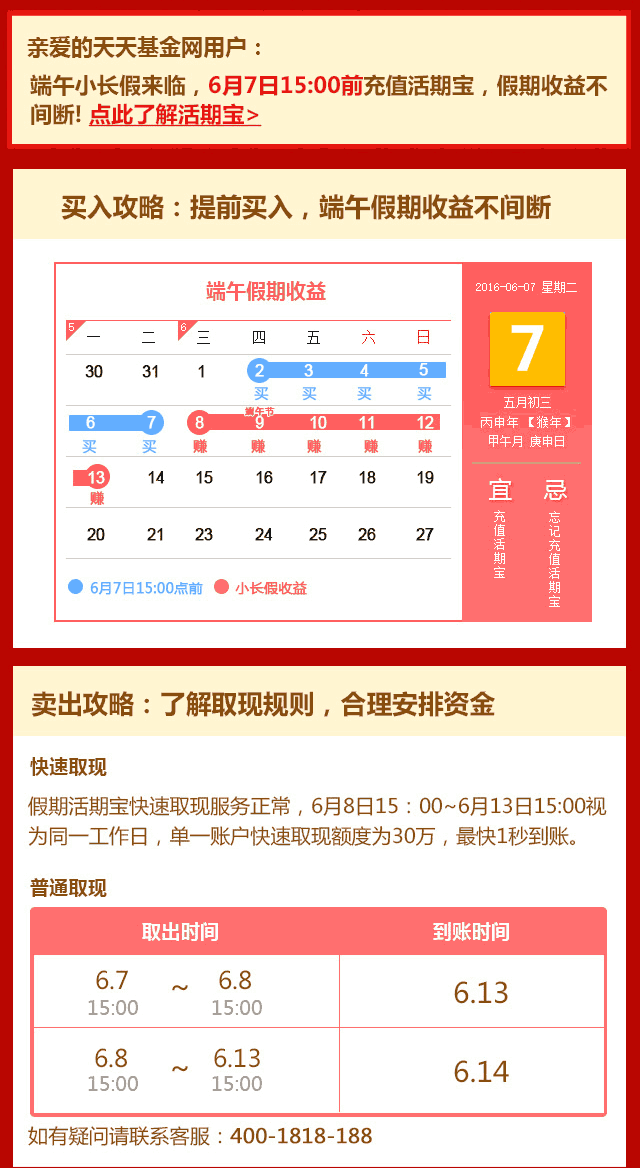 亲爱的天天基金网用户：
端午小长假来临，6月7日15:00前充值活期宝，假期收益不
间断! 点此了解活期宝>
买入攻略：提前买入，端午假期收益不间断
端午假期收益
5 一 二 6 三 四 五 六 日
30 31 1 2 3 4 5
买 买 买 买
端午节
6 7 8 9 10 11 12
买 买 赚 赚 赚 赚 赚
13 14 15 16 17 18 19
赚
20 21 23 24 25 26 27
6月7日15:00点前 小长假收益
2016-06-07 星期二
7
五月初三
丙申年【猴年】
甲午月 庚申日
宜 忌
充值活期宝
忘记充值活期宝
卖出攻略：了解取现规则，合理安排资金
快速取现
假期活期宝快速取现服务正常，6月8日15：00~6月13日15:00视
为同一工作日，单一账户快速取现额度为30万，最快1秒到账。
普通取现
取出时间 到账时间
6.7 ~ 6.8 6.13
15:00 15:00
6.8 ~ 6.13 6.14
15:00 15:00
如有疑问请联系客服：400-1818-188